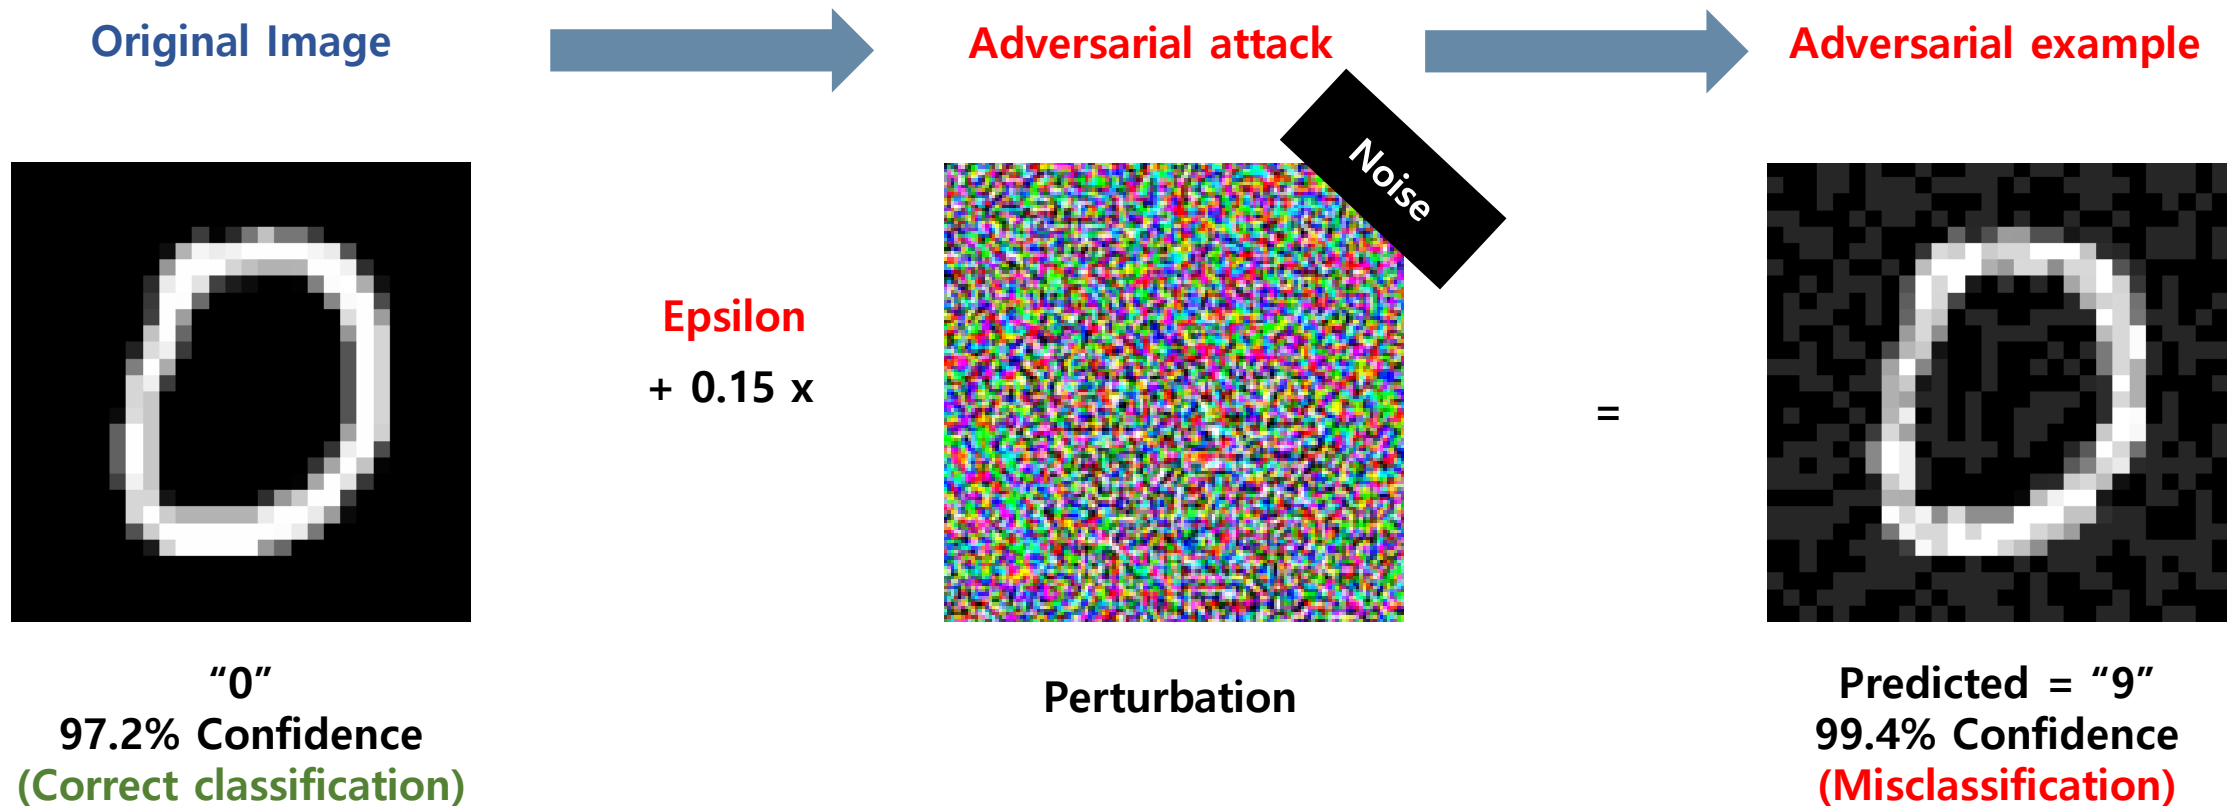 Original Image
Adversarial attack
Adversarial example
Noise
Epsilon
+ 0.15 x
=
“0”
97.2% Confidence
(Correct classification)
Perturbation
Predicted = “9”
99.4% Confidence
(Misclassification)